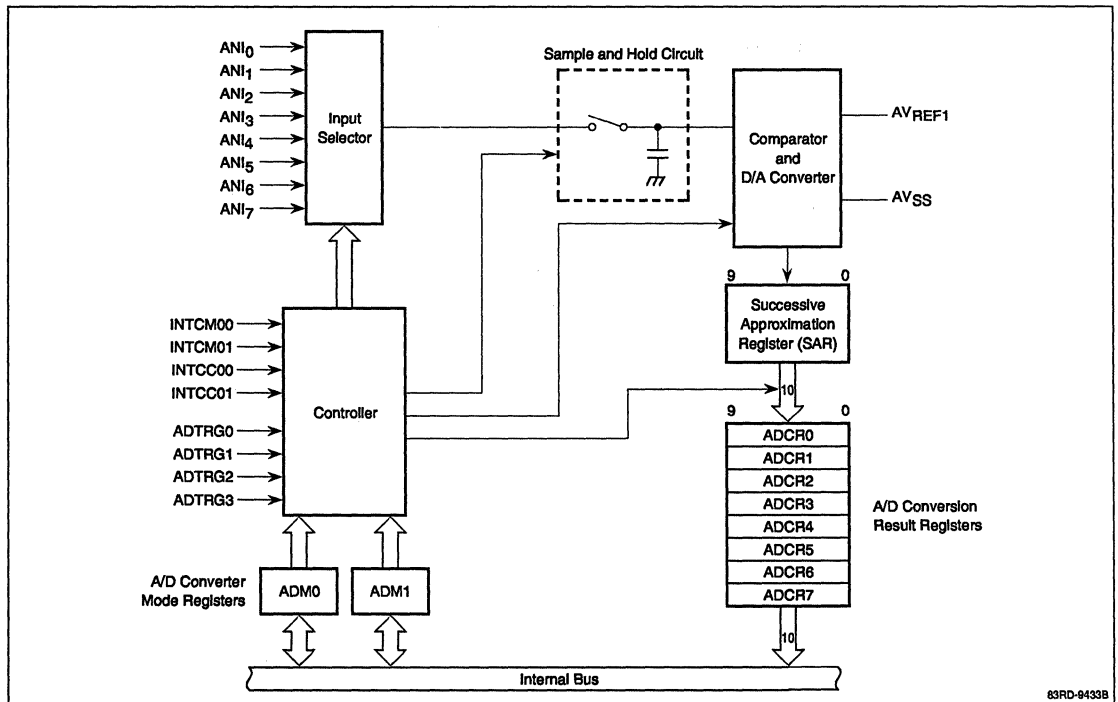 ANI0
ANI1
ANI2
ANI3
ANI4
ANI5
ANI6
ANI7
Input
Selector
Sample and Hold Circuit
Comparator
and
D/A Converter
AVREF1
AVSS
9 0
Successive
Approximation
Register (SAR)
10
INTCM00
INTCM01
INTCC00
INTCC01
ADTRG0
ADTRG1
ADTRG2
ADTRG3
Controller
9 0
ADCR0
ADCR1
ADCR2
ADCR3
ADCR4
ADCR5
ADCR6
ADCR7
A/D Conversion
Result Registers
A/D Converter
Mode Registers
ADM0
ADM1
10
Internal Bus
83RD-9433B